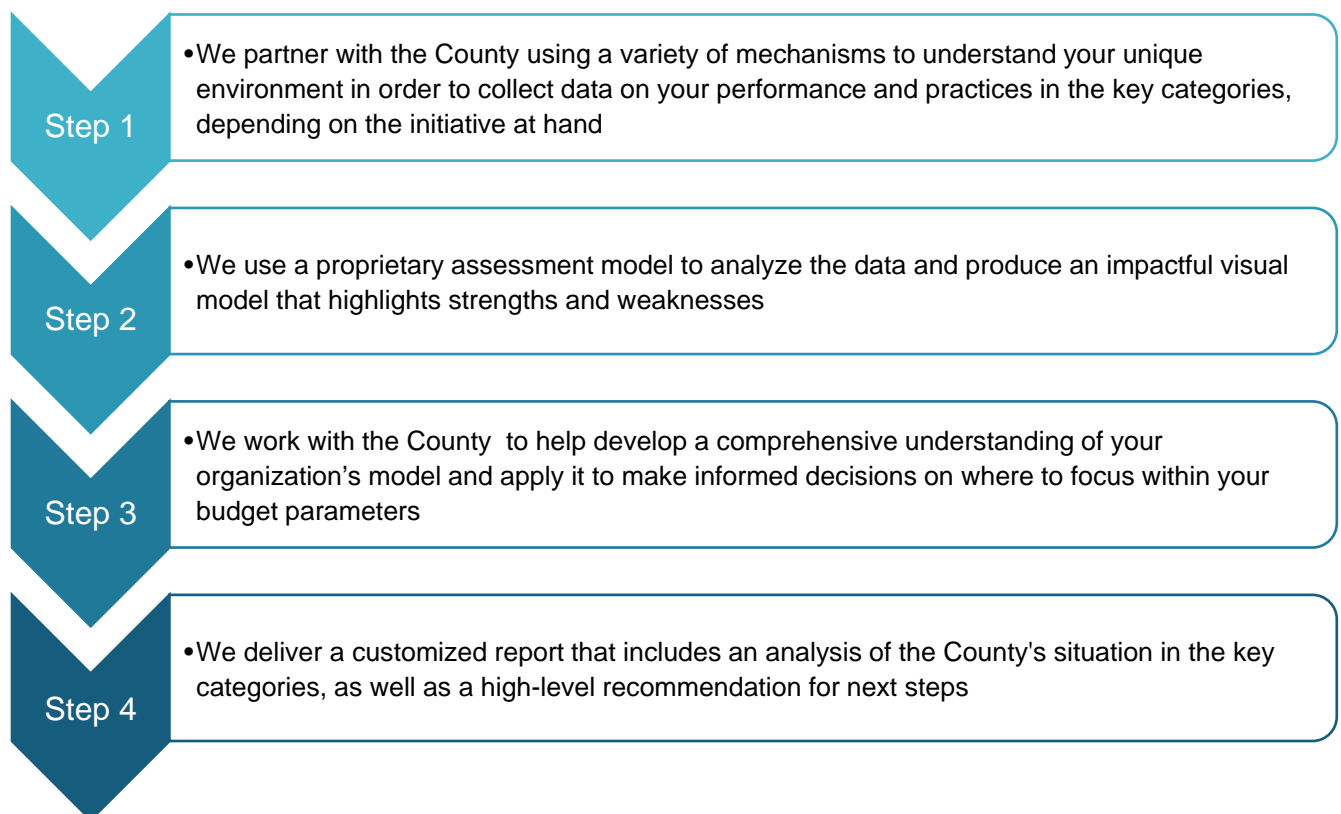 Step 1
•We partner with the County using a variety of mechanisms to understand your unique
environment in order to collect data on your performance and practices in the key categories,
depending on the initiative at hand
Step 2
•We use a proprietary assessment model to analyze the data and produce an impactful visual
model that highlights strengths and weaknesses
Step 3
•We work with the County  to help develop a comprehensive understanding of your
organization’s model and apply it to make informed decisions on where to focus within your
budget parameters
Step 4
•We deliver a customized report that includes an analysis of the County's situation in the key
categories, as well as a high-level recommendation for next steps